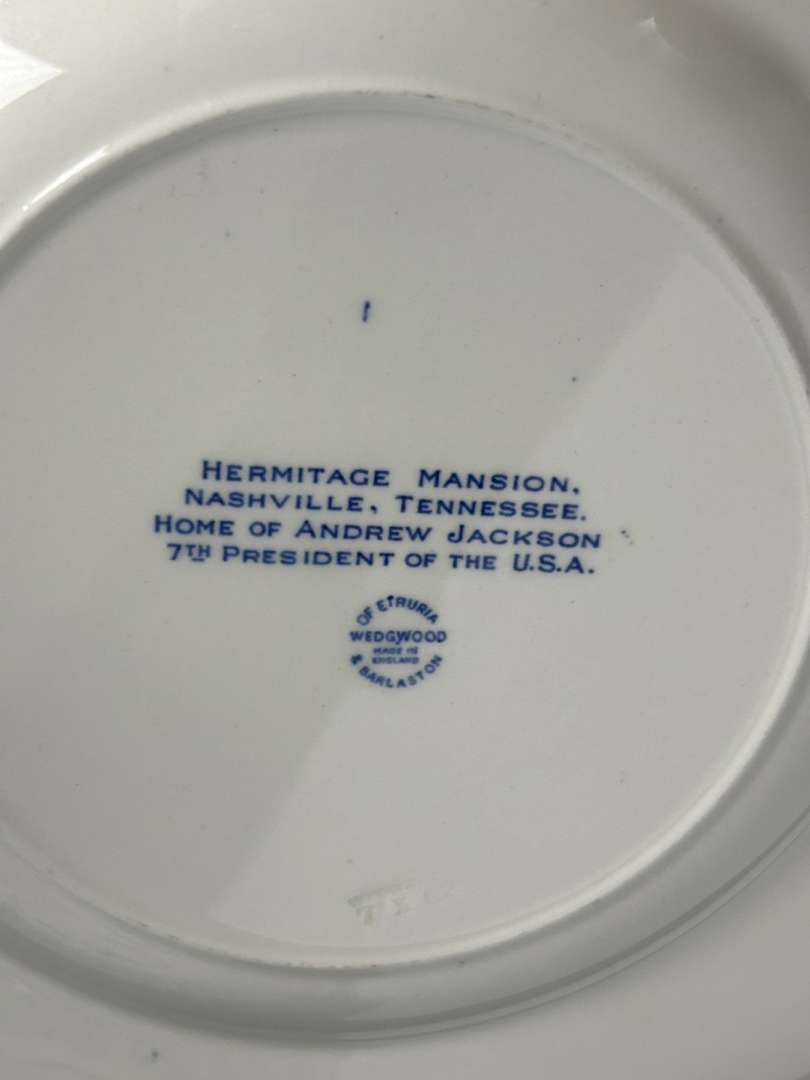 HERMITAGE MANSION,
NASHVILLE, TENNESSEE.
HOME OF ANDREW JACKSON
7TH PRESIDENT OF THE U.S.A.
OF ETRURIA
WEDGWOOD
MADE IN
ENGLAND
& BARLASTON